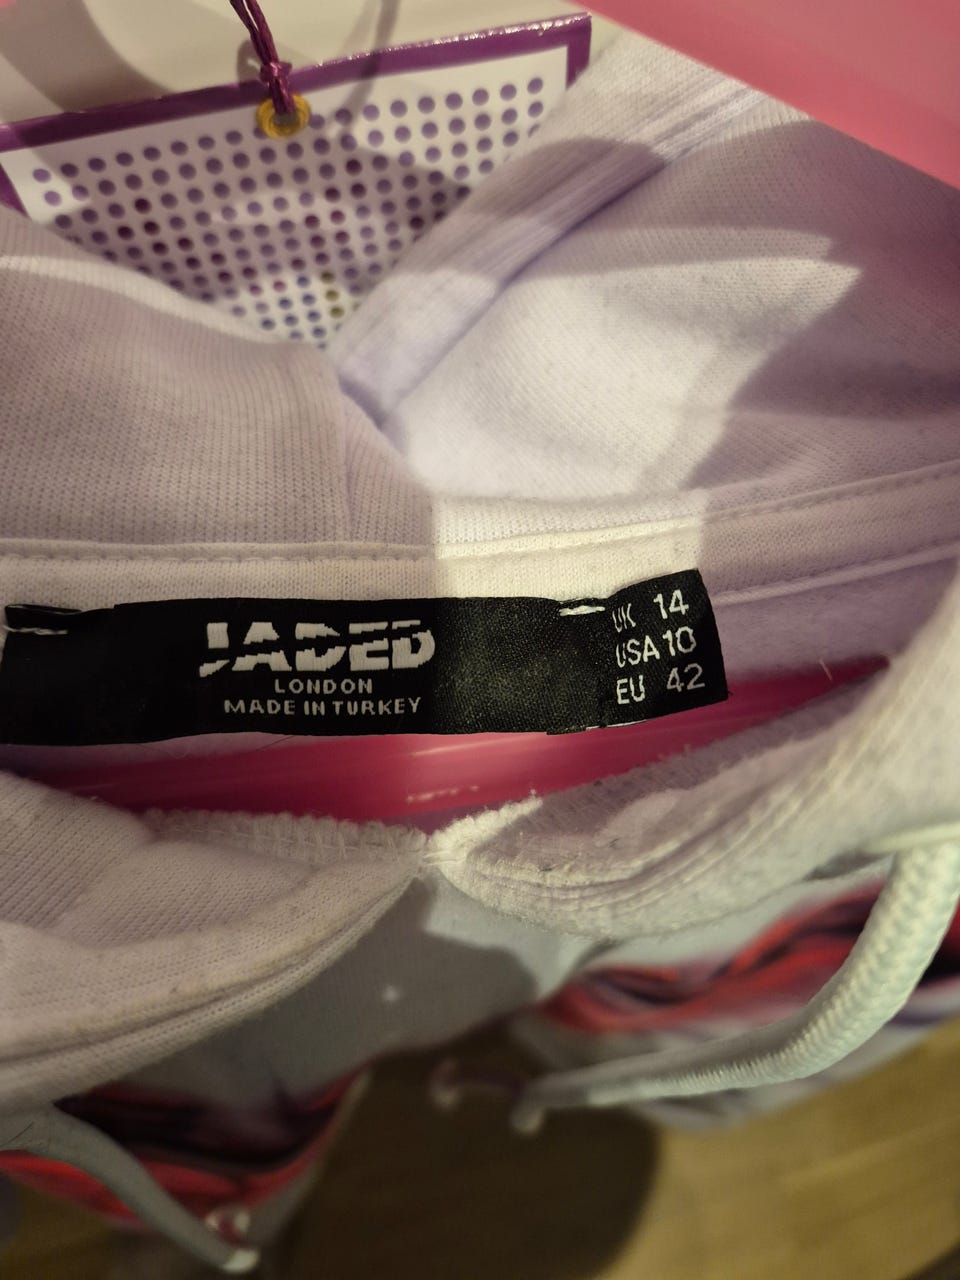 JADED
LONDON
MADE IN TURKEY
UK 14
USA 10
EU 42